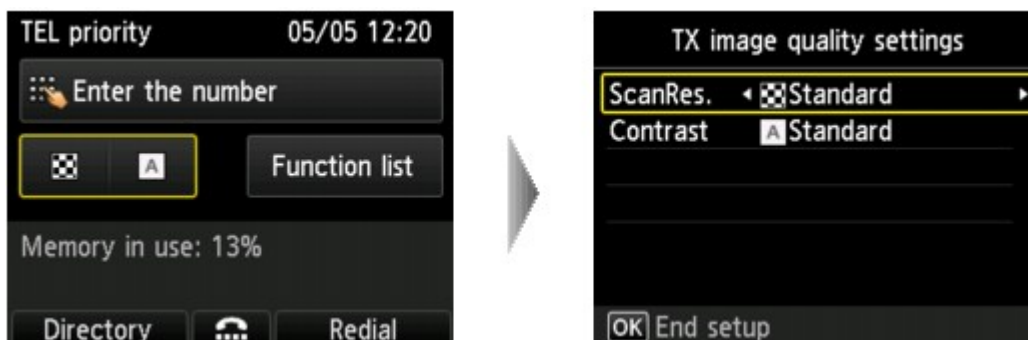 TEL priority 05/05 12:20
Enter the number
A Function list
Memory in use: 13%
Directory Redial
TX image quality settings
ScanRes. Standard
Contrast A Standard
OK End setup